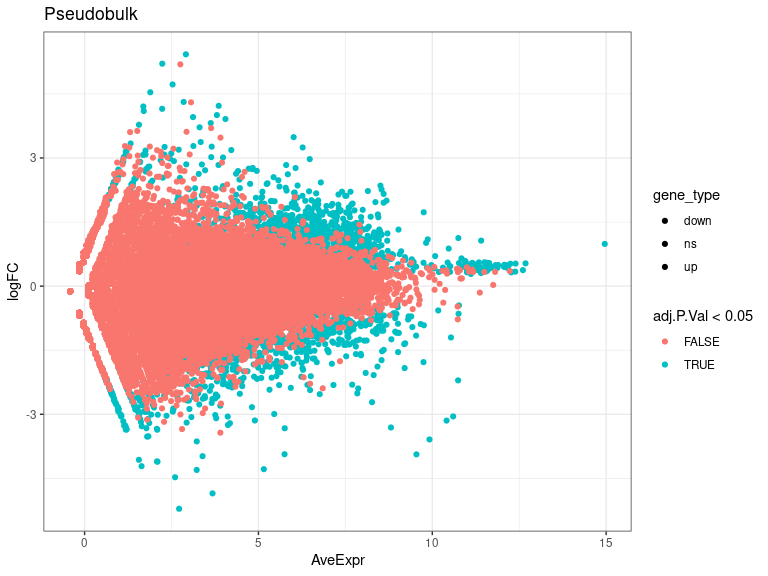 Pseudobulk
logFC
3
0
-3
0
5
10
15
AveExpr
gene_type
down
ns
up
adj.P.Val < 0.05
FALSE
TRUE